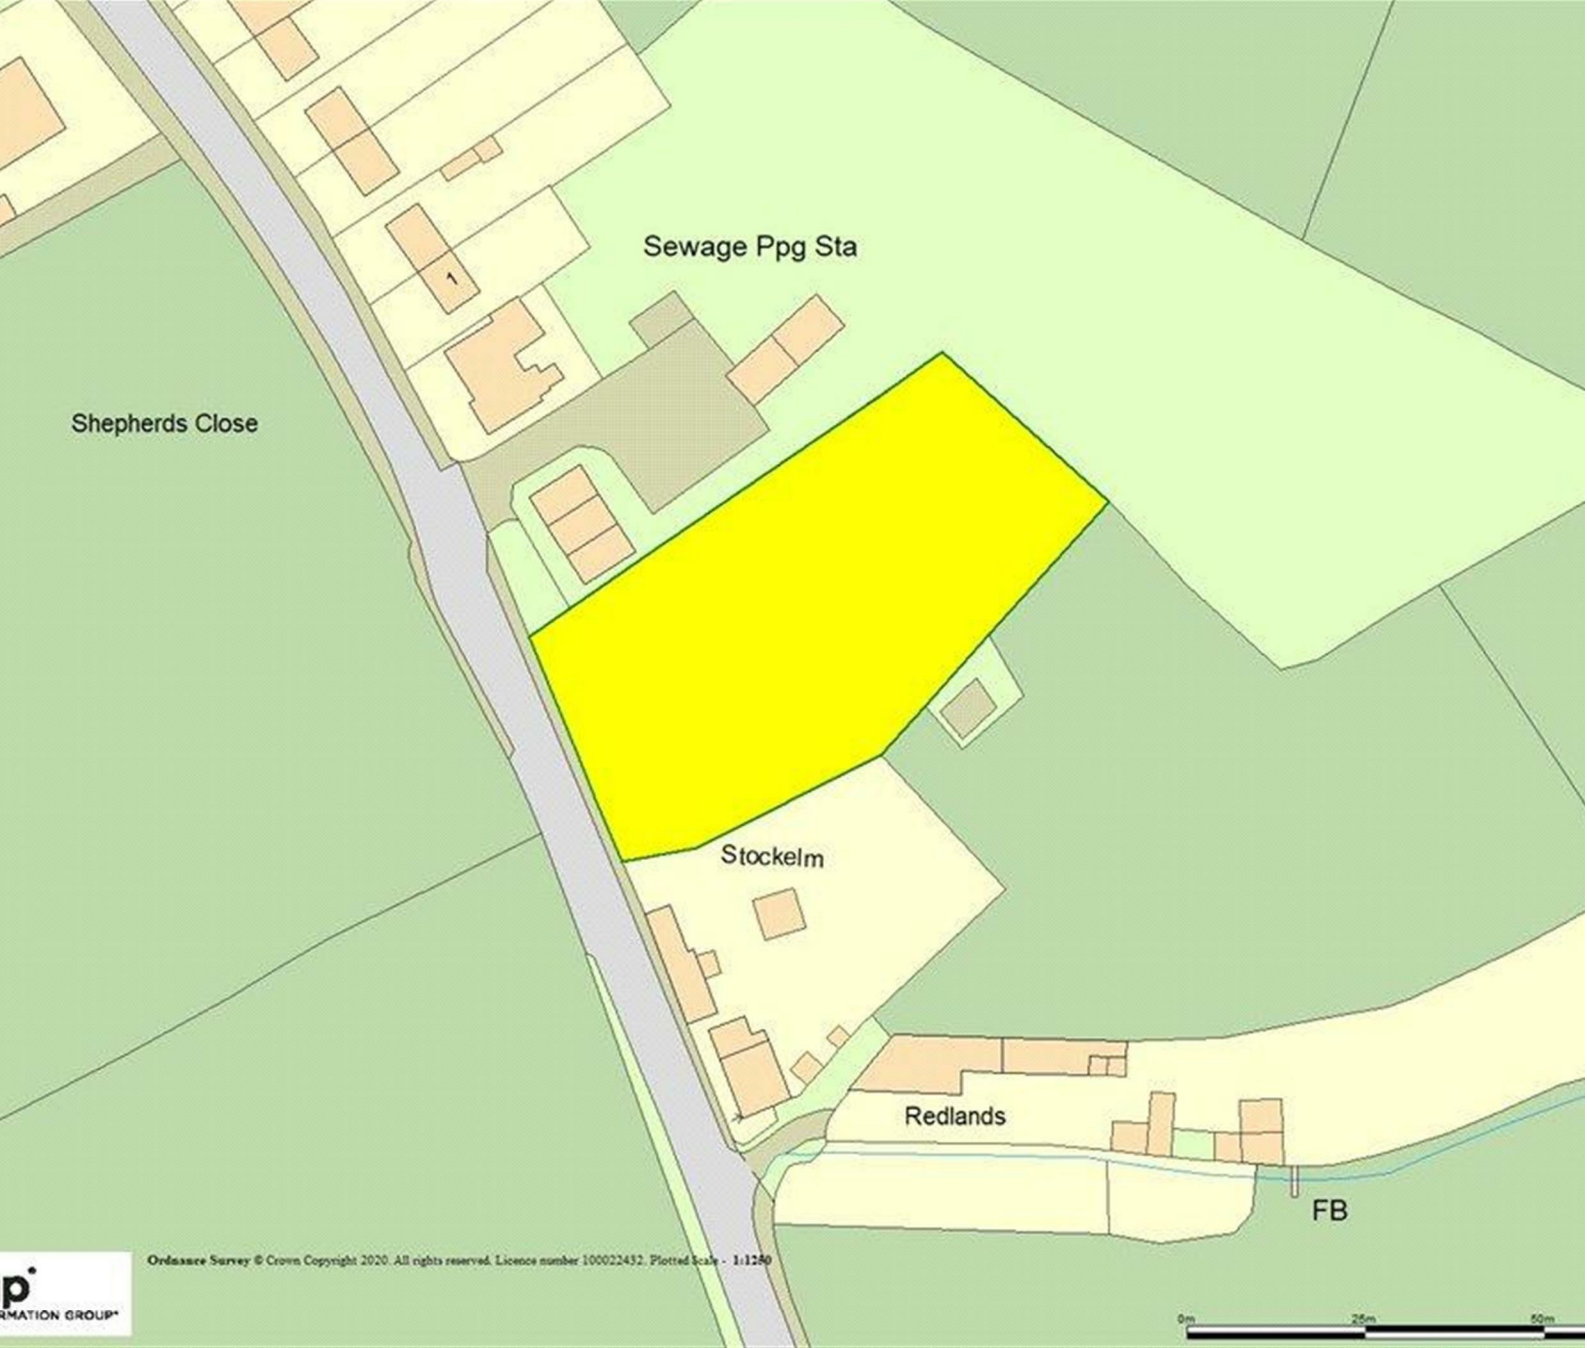 Sewage Ppg Sta
1
Shepherds Close
Stockelm
Redlands
FB
Ordnance Survey © Crown Copyright 2020. All rights reserved. Licence number 100022432. Plotted Scale - 1:1250
p
RMATION GROUP
0m 25m 50m